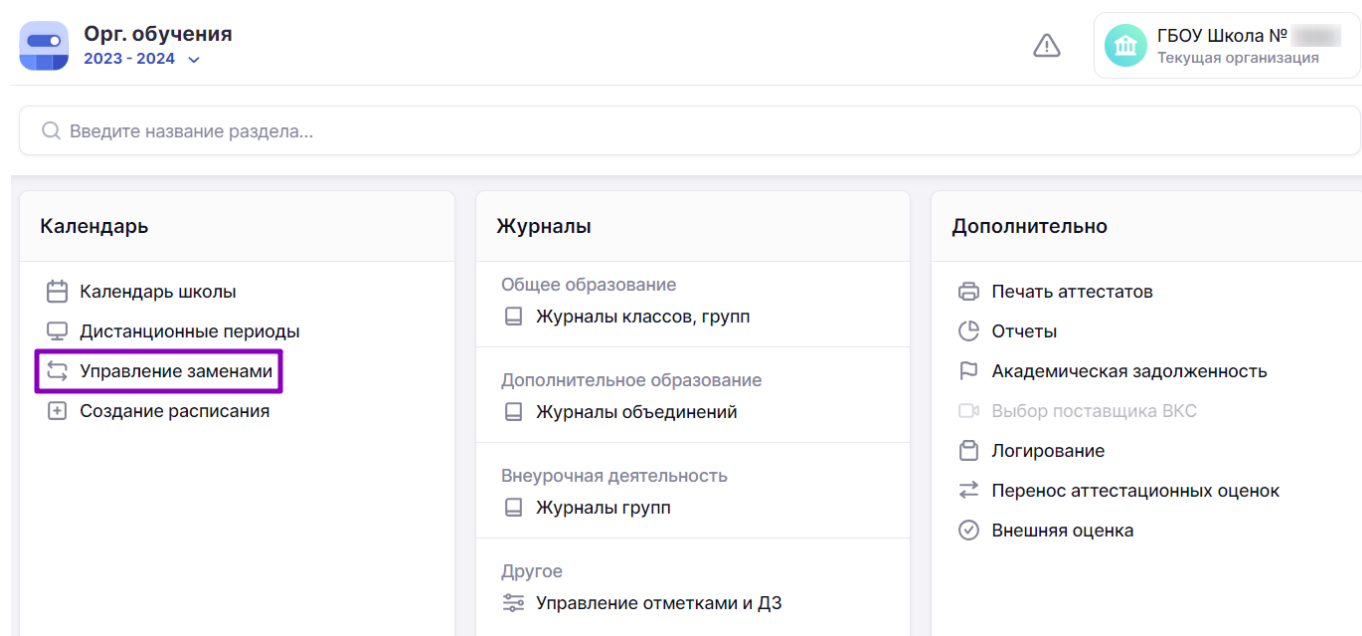 Орг. обучения
2023 - 2024
ГБОУ Школа №
Текущая организация
Введите название раздела...
Календарь
Календарь школы
Дистанционные периоды
Управление заменами
Создание расписания
Журналы
Общее образование
Журналы классов, групп
Дополнительное образование
Журналы объединений
Внеурочная деятельность
Журналы групп
Другое
Управление отметками и ДЗ
Дополнительно
Печать аттестатов
Отчеты
Академическая задолженность
Выбор поставщика ВКС
Логирование
Перенос аттестационных оценок
Внешняя оценка